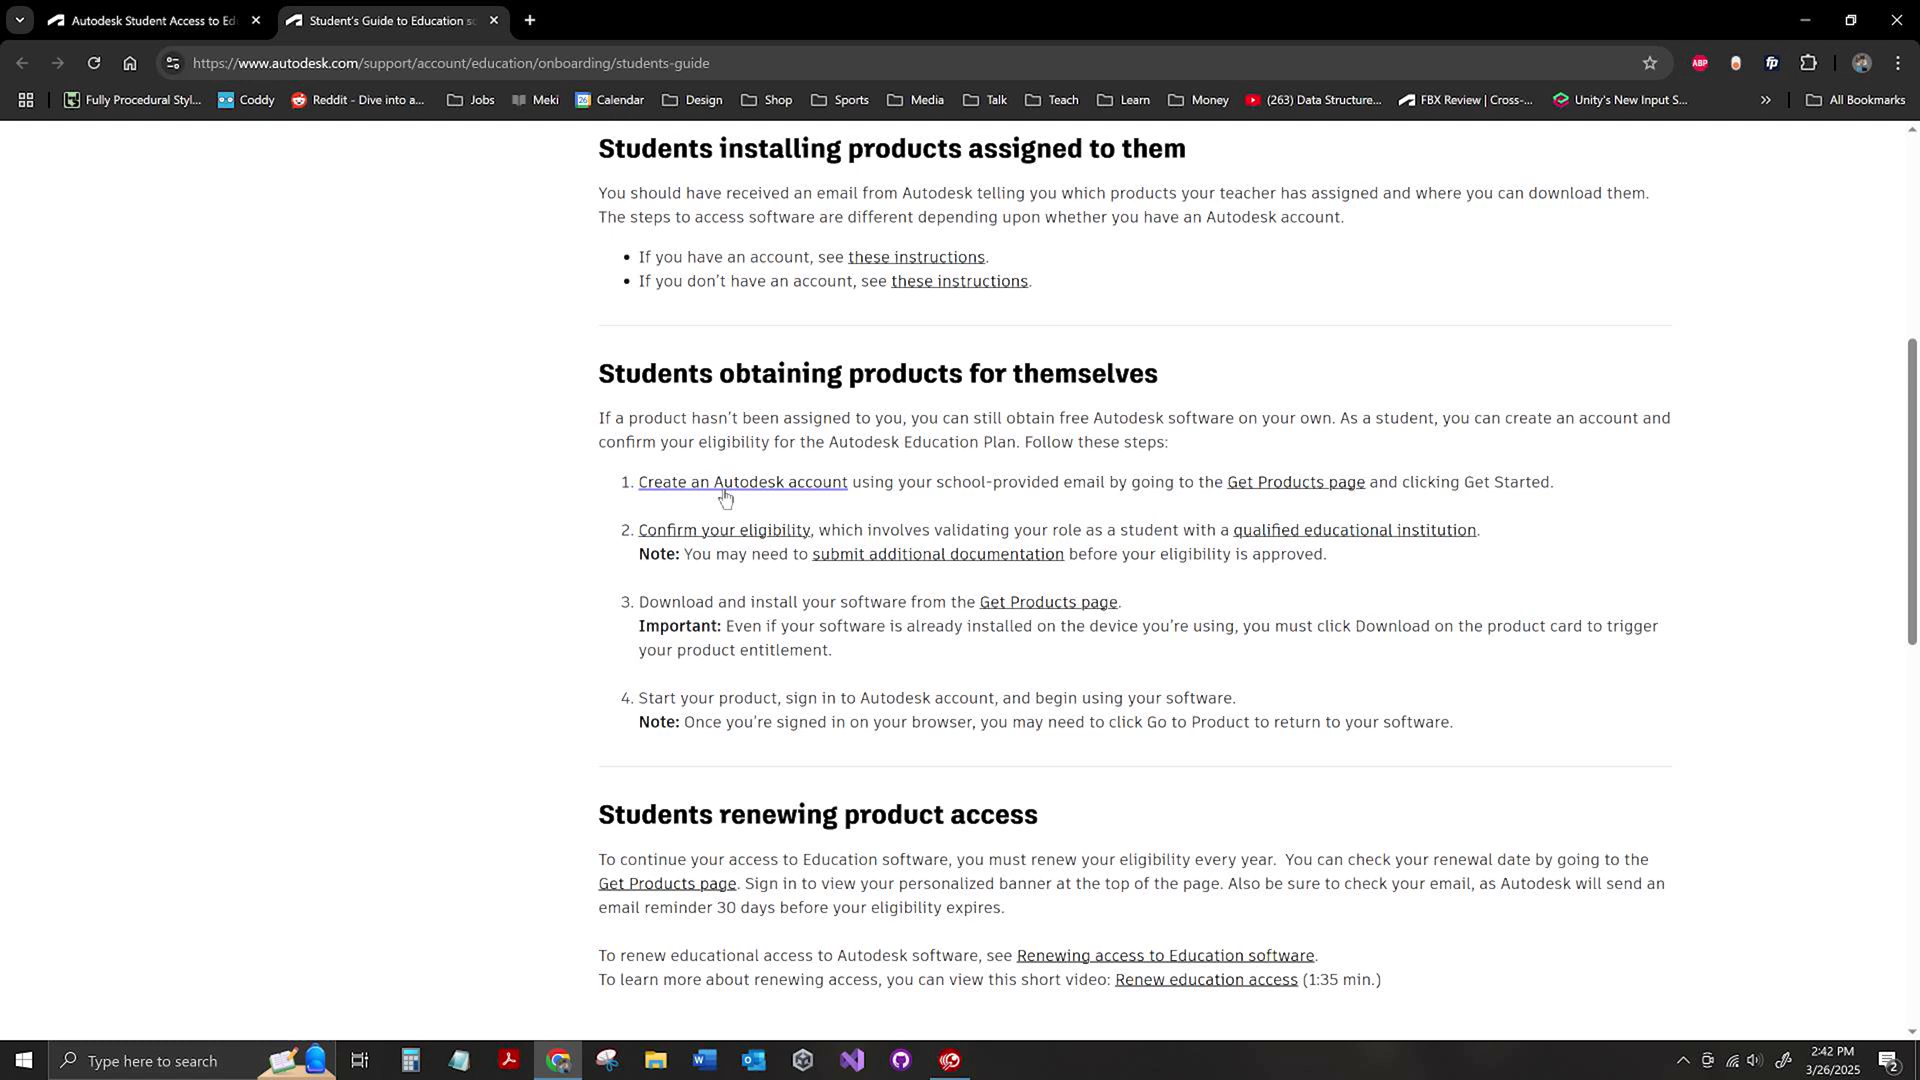 Autodesk Student Access to Ed
Student's Guide to Education s
https://www.autodesk.com/support/account/education/onboarding/students-guide
ABP
fp
Fully Procedural Styl...
Coddy
Reddit - Dive into a...
Jobs
Meki
26
Calendar
Design
Shop
Sports
Media
Talk
Teach
Learn
Money
(263) Data Structure...
FBX Review | Cross-...
Unity's New Input S...
All Bookmarks
Students installing products assigned to them
You should have received an email from Autodesk telling you which products your teacher has assigned and where you can download them.
The steps to access software are different depending upon whether you have an Autodesk account.
• If you have an account, see these instructions.
• If you don't have an account, see these instructions.
Students obtaining products for themselves
If a product hasn't been assigned to you, you can still obtain free Autodesk software on your own. As a student, you can create an account and
confirm your eligibility for the Autodesk Education Plan. Follow these steps:
1. Create an Autodesk account using your school-provided email by going to the Get Products page and clicking Get Started.
2. Confirm your eligibility, which involves validating your role as a student with a qualified educational institution.
Note: You may need to submit additional documentation before your eligibility is approved.
3. Download and install your software from the Get Products page.
Important: Even if your software is already installed on the device you're using, you must click Download on the product card to trigger
your product entitlement.
4. Start your product, sign in to Autodesk account, and begin using your software.
Note: Once you're signed in on your browser, you may need to click Go to Product to return to your software.
Students renewing product access
To continue your access to Education software, you must renew your eligibility every year. You can check your renewal date by going to the
Get Products page. Sign in to view your personalized banner at the top of the page. Also be sure to check your email, as Autodesk will send an
email reminder 30 days before your eligibility expires.
To renew educational access to Autodesk software, see Renewing access to Education software.
To learn more about renewing access, you can view this short video: Renew education access (1:35 min.)
Type here to search
2:42 PM
3/26/2025
2